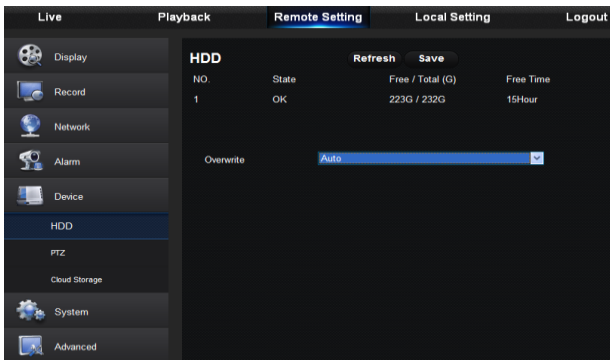 Live Playback Remote Setting Local Setting Logout
Display
Record
Network
Alarm
Device
HDD
PTZ
Cloud Storage
System
Advanced
HDD Refresh Save
NO. State Free / Total (G) Free Time
1 OK 223G / 232G 15Hour
Overwrite Auto